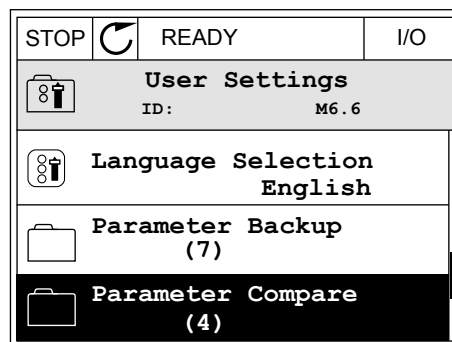 STOP READY I/O
User Settings
ID: M6.6
Language Selection
English
Parameter Backup
(7)
Parameter Compare
(4)